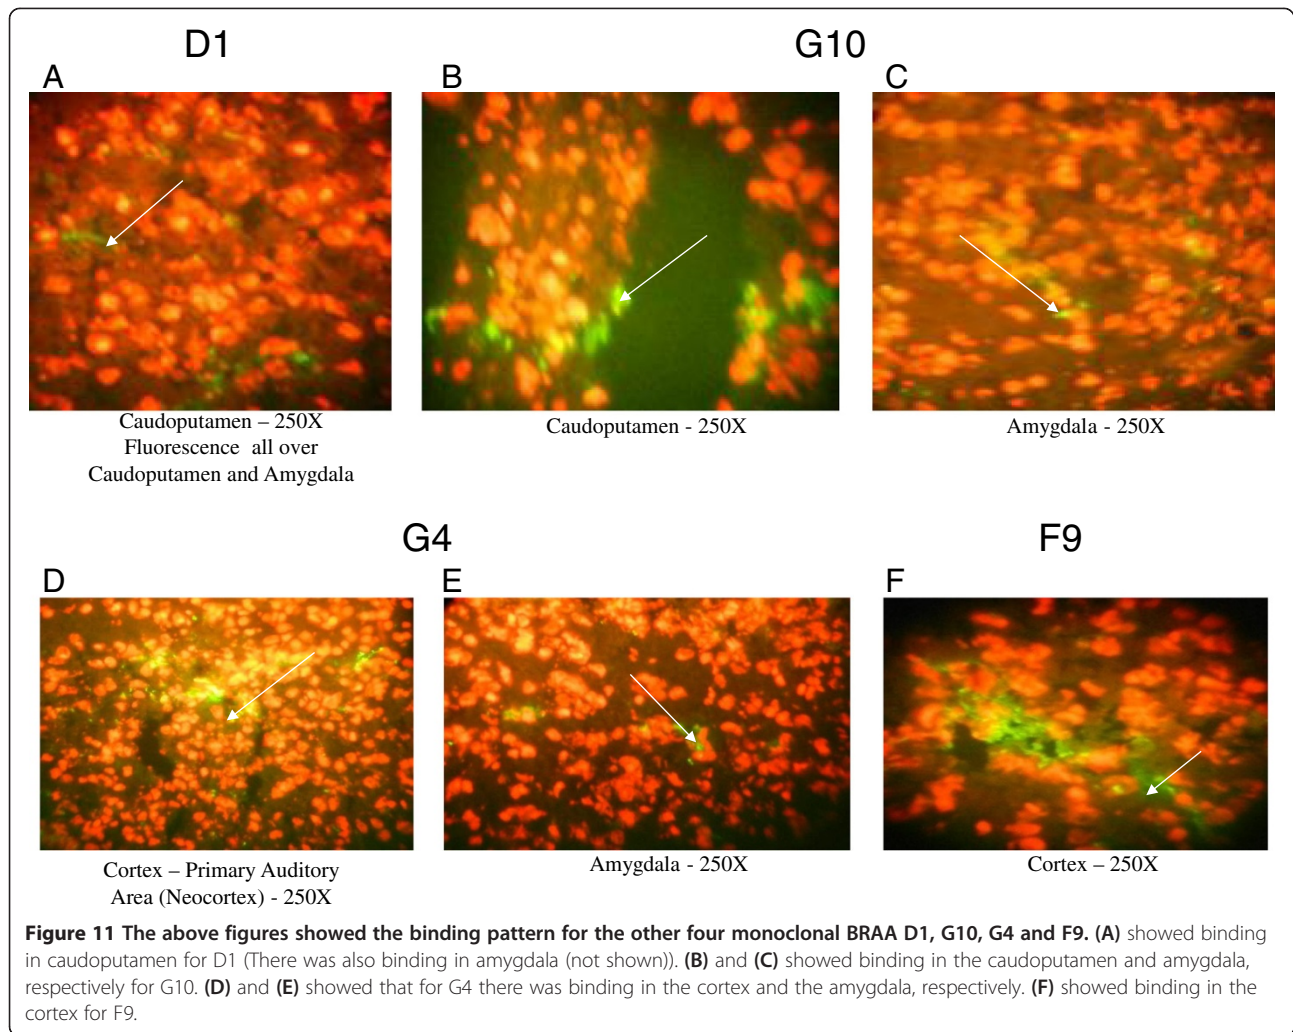 D1
G10
A
B
C
Caudoputamen – 250X
Fluorescence all over
Caudoputamen and Amygdala
Caudoputamen - 250X
Amygdala - 250X
G4
F9
D
E
F
Cortex – Primary Auditory
Area (Neocortex) - 250X
Amygdala - 250X
Cortex – 250X
Figure 11 The above figures showed the binding pattern for the other four monoclonal BRAA D1, G10, G4 and F9. (A) showed binding
in caudoputamen for D1 (There was also binding in amygdala (not shown)). (B) and (C) showed binding in the caudoputamen and amygdala,
respectively for G10. (D) and (E) showed that for G4 there was binding in the cortex and the amygdala, respectively. (F) showed binding in the
cortex for F9.